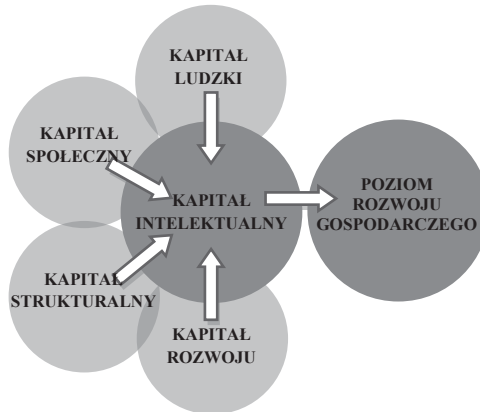 KAPITAŁ
LUDZKI
KAPITAŁ
SPOŁECZNY
KAPITAŁ
INTELEKTUALNY
POZIOM
ROZWOJU
GOSPODARCZEGO
KAPITAŁ
STRUKTURALNY
KAPITAŁ
ROZWOJU